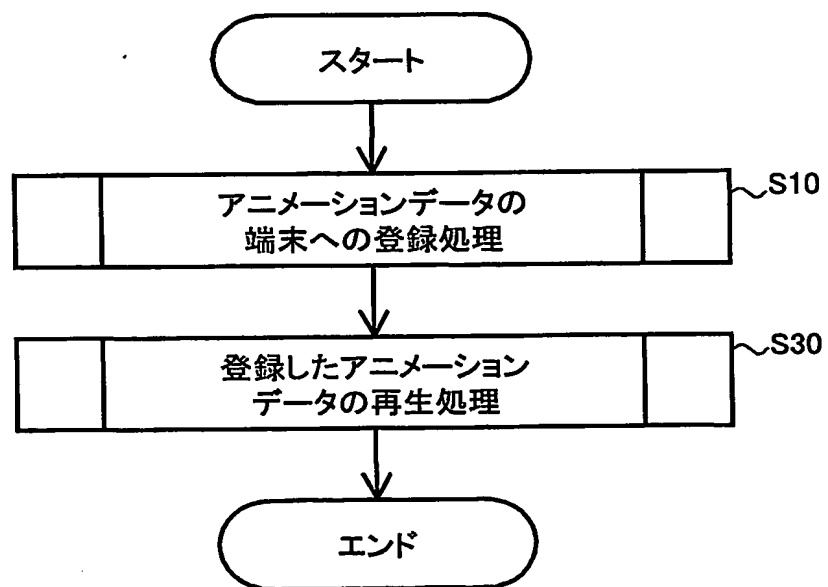 スタート
アニメーションデータの
端末への登録処理
S10
登録したアニメーション
データの再生処理
S30
エンド